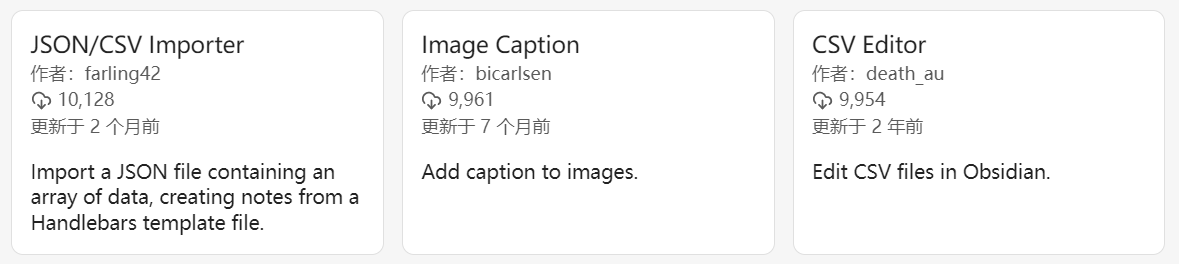 JSON/CSV Importer
作者：farling42
10,128
更新于 2 个月前
Import a JSON file containing an
array of data, creating notes from a
Handlebars template file.
Image Caption
作者：bicarlsen
9,961
更新于 7 个月前
Add caption to images.
CSV Editor
作者：death_au
9,954
更新于 2 年前
Edit CSV files in Obsidian.